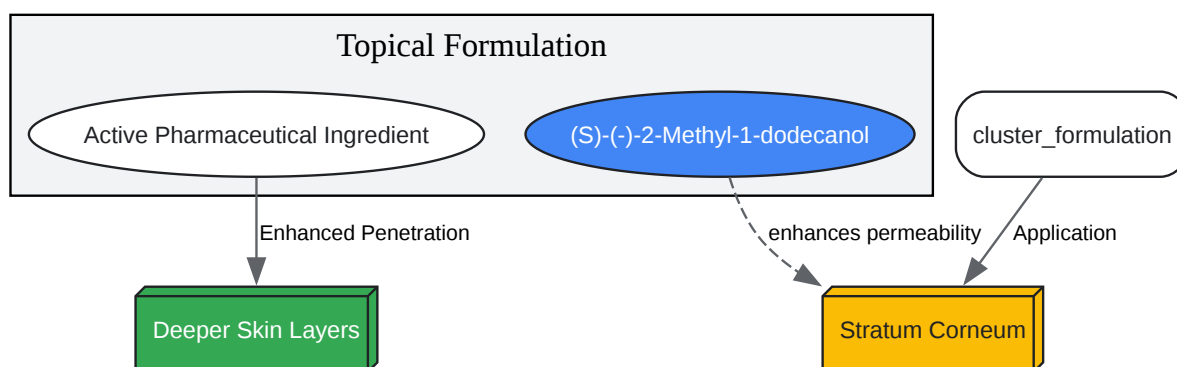 Topical Formulation
Active Pharmaceutical Ingredient
(S)-(-)-2-Methyl-1-dodecanol
cluster_formulation
Enhanced Penetration
enhances permeability
Application
Deeper Skin Layers
Stratum Corneum